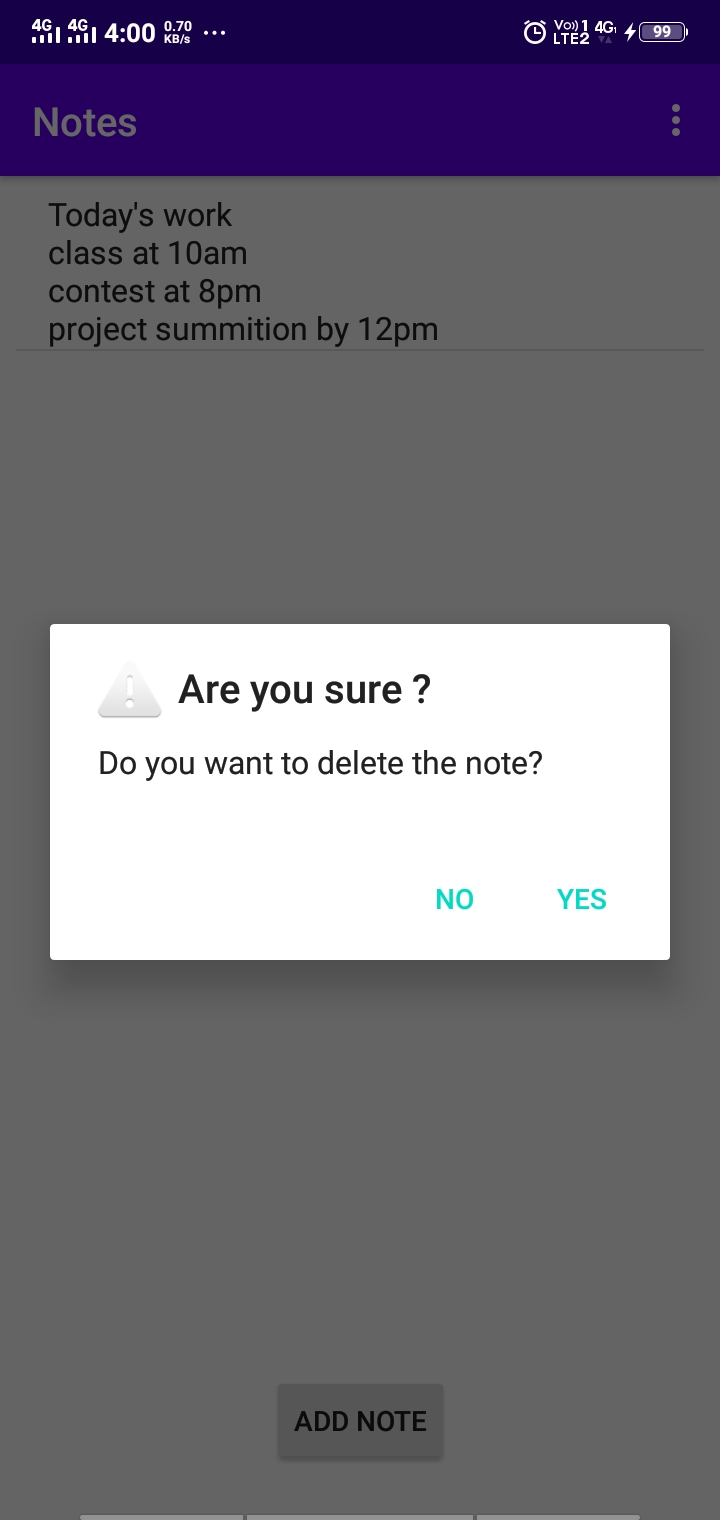 4G 4G 4:00 0.70 KB/s ... Vo)) 1 LTE2 4G 99
Notes
Today's work
class at 10am
contest at 8pm
project summition by 12pm
Are you sure ?
Do you want to delete the note?
NO YES
ADD NOTE